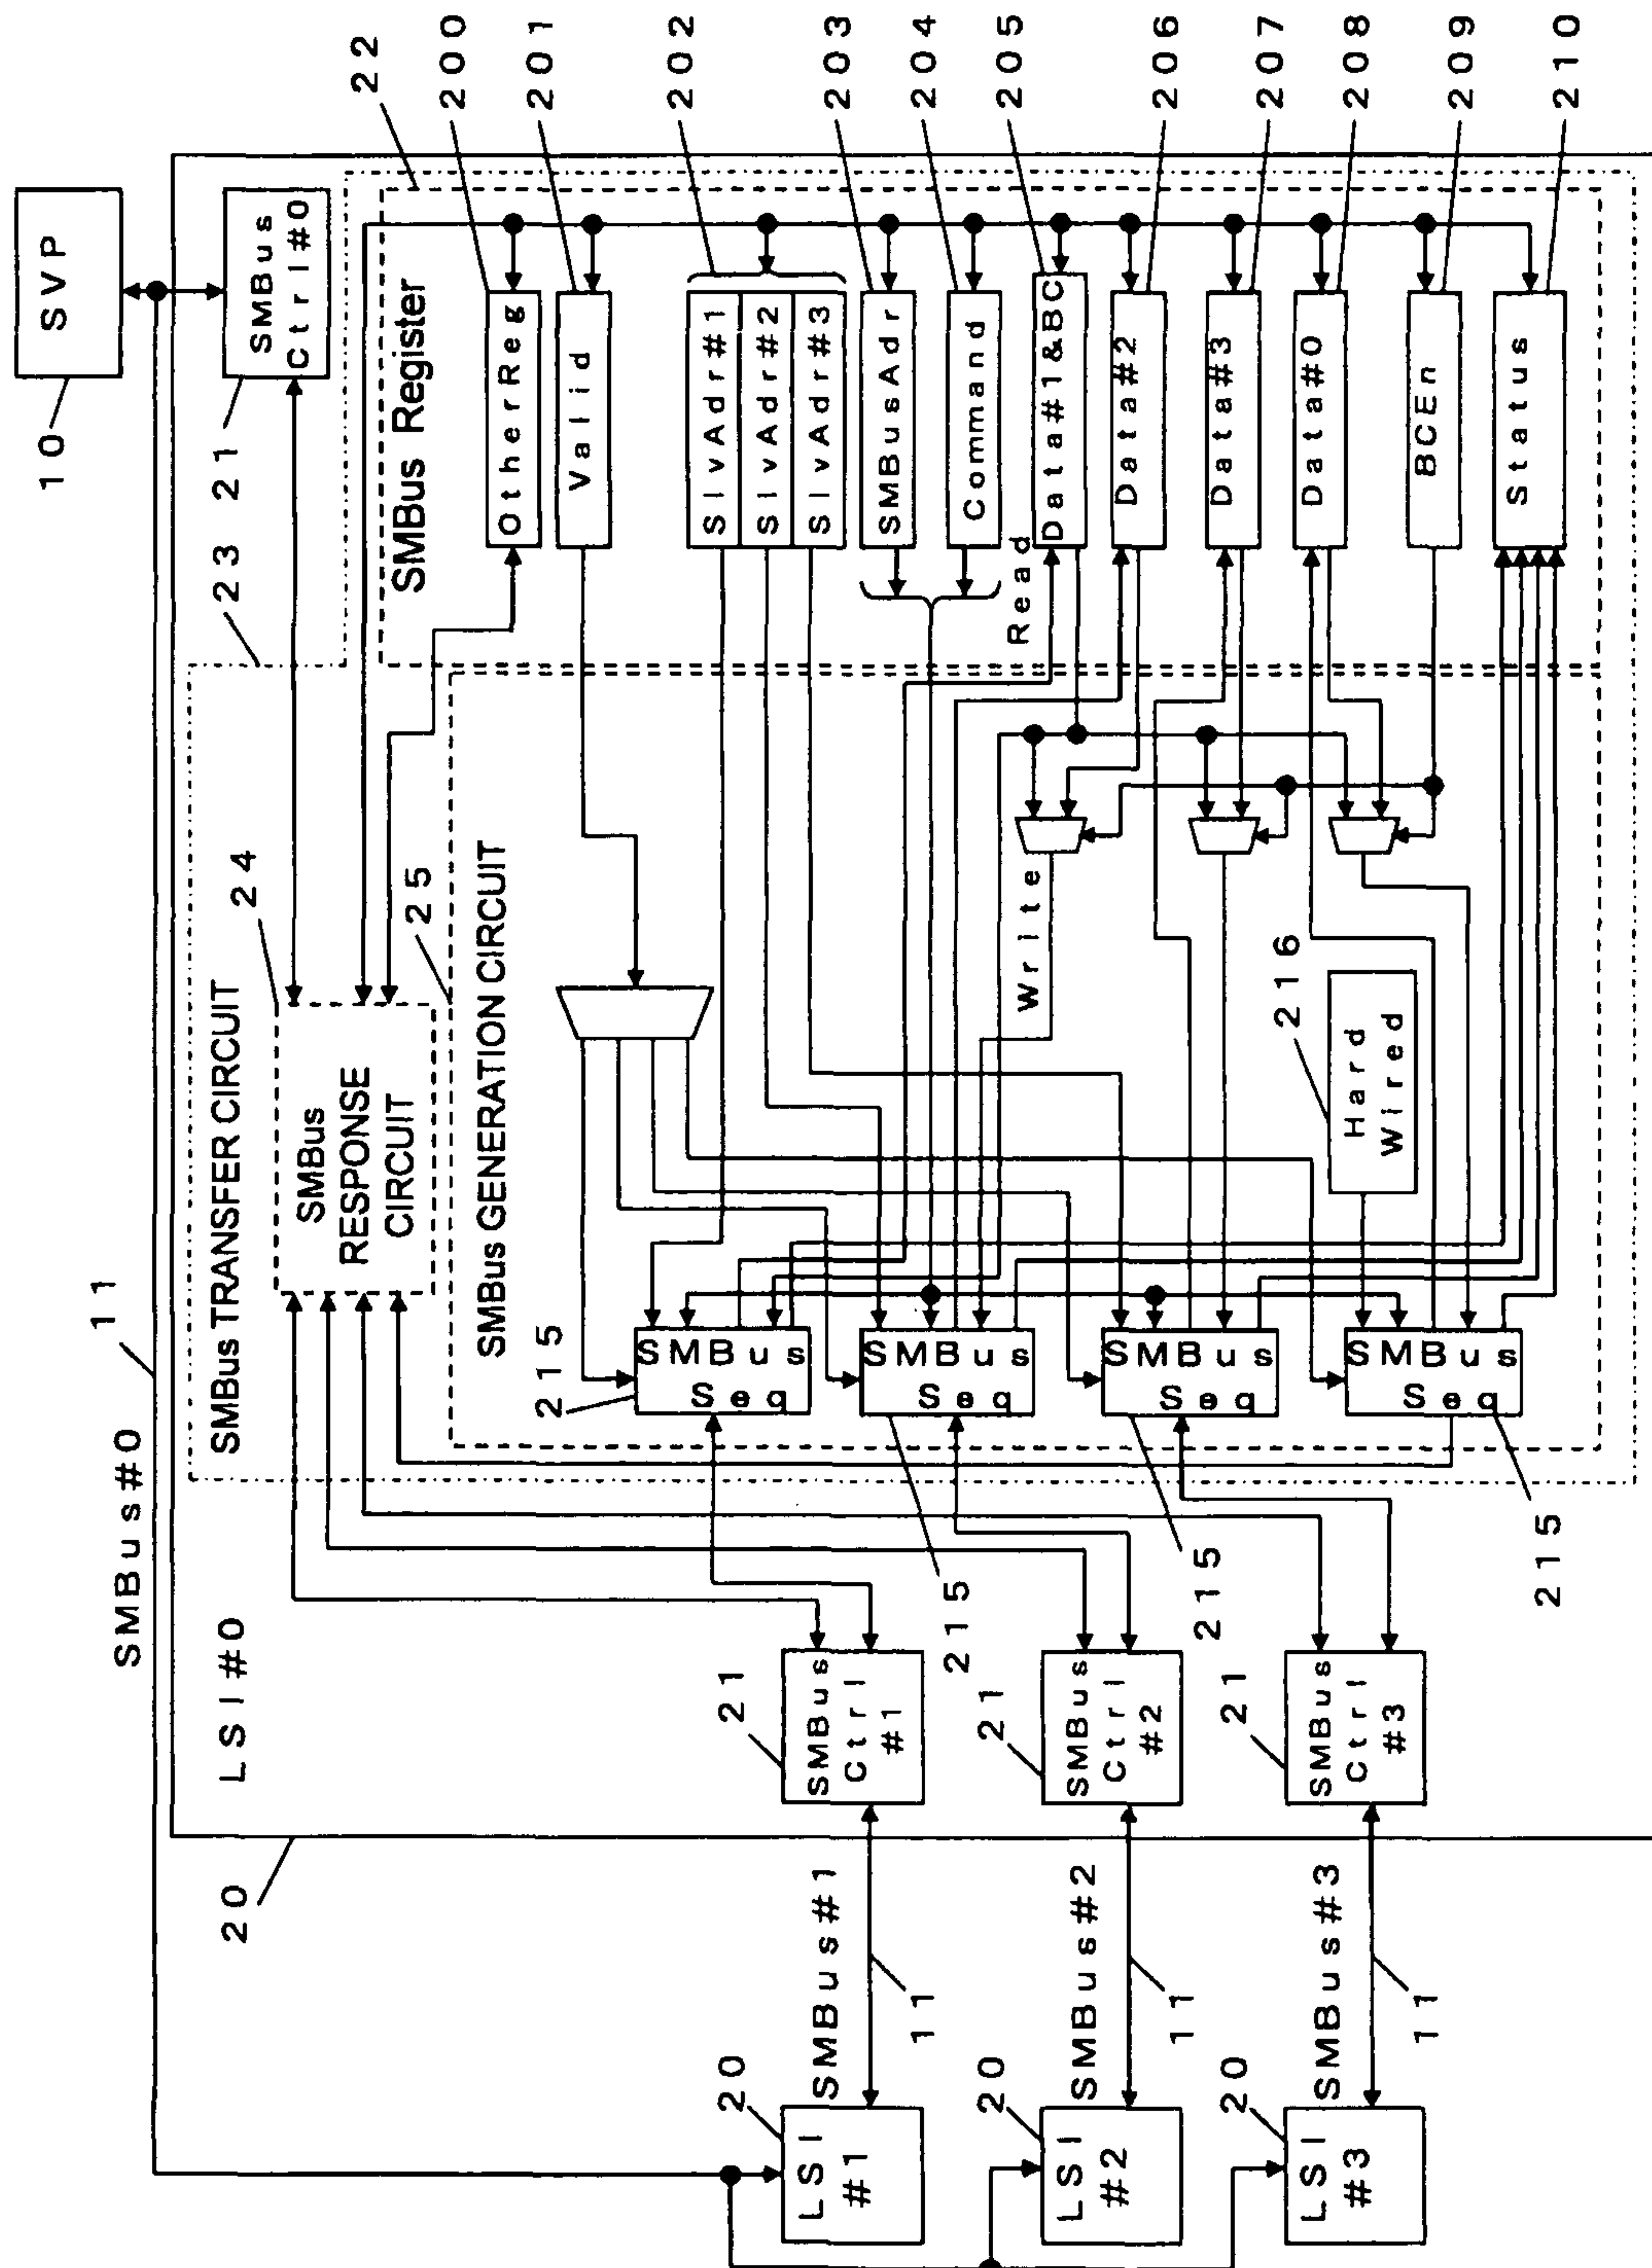 SMBus#0
11
10
SVP
20
LSI#0
SMBus TRANSFER CIRCUIT
23
21
SMBus
Ctrl#0
24
SMBus
RESPONSE
CIRCUIT
22
SMBus Register
25
SMBus GENERATION CIRCUIT
OtherReg
200
Valid
201
215
SMBus
Seq
SlvAdr#1
SlvAdr#2
SlvAdr#3
202
20
LSI
#1
SMBus#1
11
21
SMBus
Ctrl
#1
215
SMBus
Seq
SMBusAdr
203
Command
204
Read
Write
Data#1&BC
205
20
LSI
#2
SMBus#2
11
21
SMBus
Ctrl
#2
215
SMBus
Seq
Data#2
206
Data#3
207
20
LSI
#3
SMBus#3
11
21
SMBus
Ctrl
#3
215
SMBus
Seq
216
Hard
Wired
Data#0
208
BCEn
209
Status
210